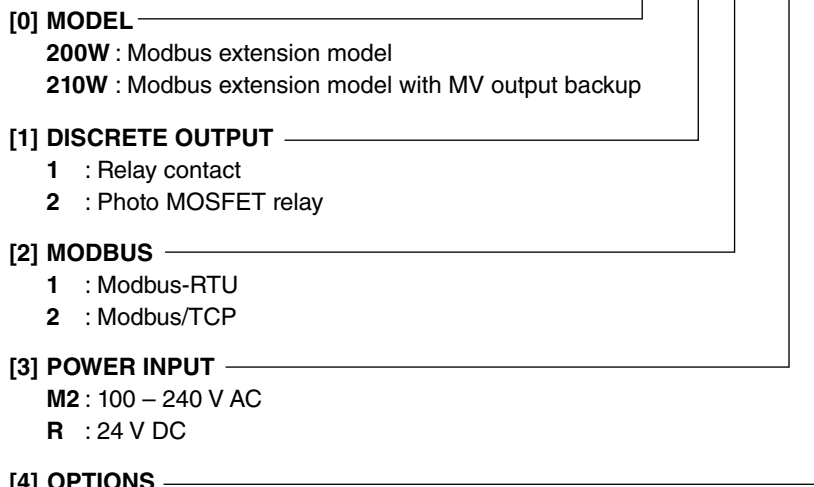 [0] MODEL
200W : Modbus extension model
210W : Modbus extension model with MV output backup
[1] DISCRETE OUTPUT
1 : Relay contact
2 : Photo MOSFET relay
[2] MODBUS
1 : Modbus-RTU
2 : Modbus/TCP
[3] POWER INPUT
M2 : 100 – 240 V AC
R : 24 V DC
[4] OPTIONS